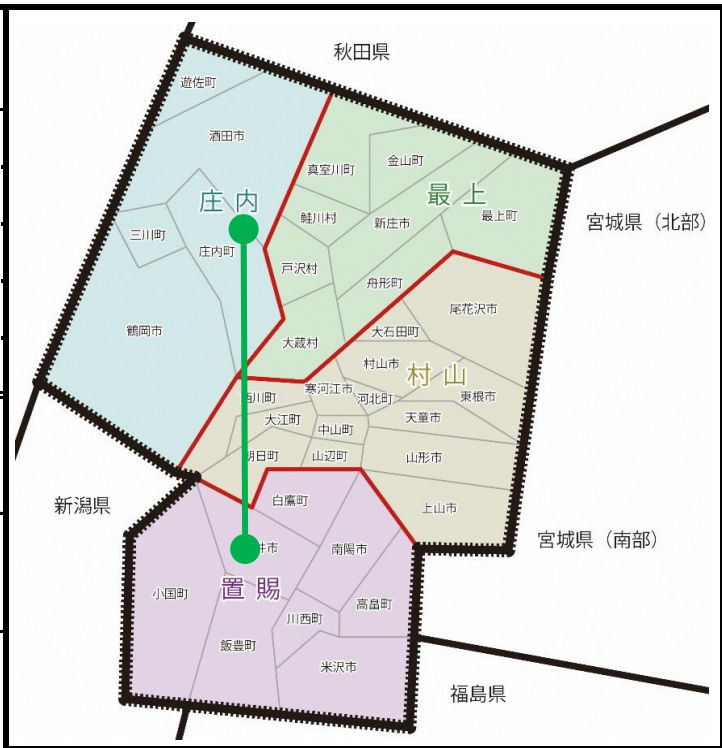 秋田県
遊佐町
酒田市
真室川町
金山町
最上
庄内
鮭川村
新庄市
最上町
宮城県（北部）
三川町
庄内町
戸沢村
舟形町
尾花沢市
鶴岡市
大蔵村
大石田町
村山市
村山
川町
寒河江市
河北町
東根市
大江町
中山町
天童市
朝日町
山辺町
山形市
新潟県
白鷹町
上山市
宮城県（南部）
井市
南陽市
置賜
小国町
高畠町
川西町
飯豊町
米沢市
福島県